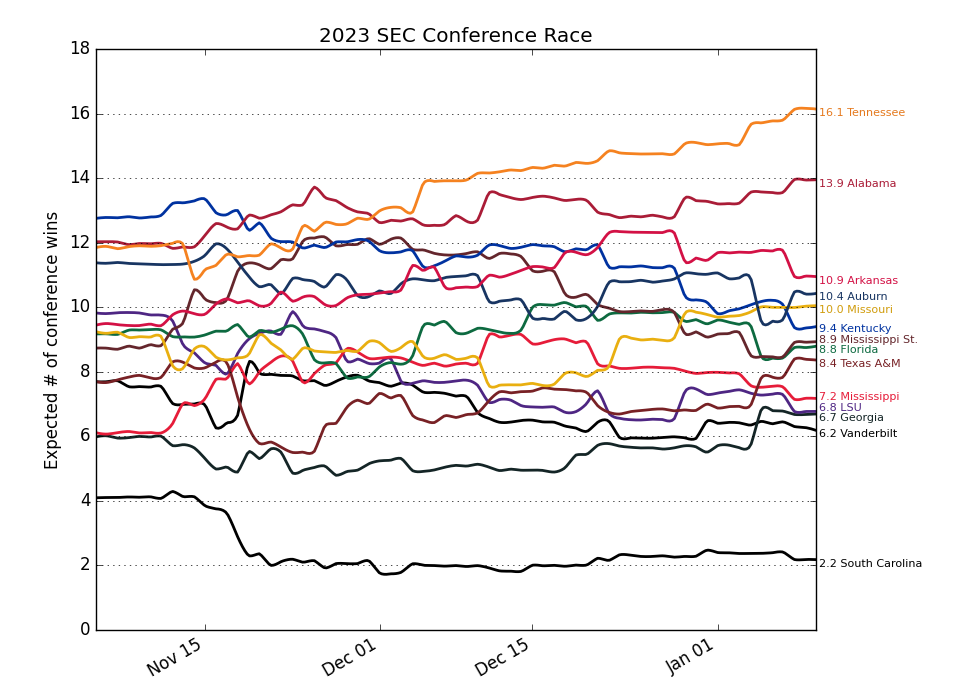 2023 SEC Conference Race
Expected # of conference wins
18
16
14
12
10
8
6
4
2
0
Nov 15
Dec 01
Dec 15
Jan 01
16.1 Tennessee
13.9 Alabama
10.9 Arkansas
10.4 Auburn
10.0 Missouri
9.4 Kentucky
8.9 Mississippi St.
8.8 Florida
8.4 Texas A&M
7.2 Mississippi
6.8 LSU
6.7 Georgia
6.2 Vanderbilt
2.2 South Carolina